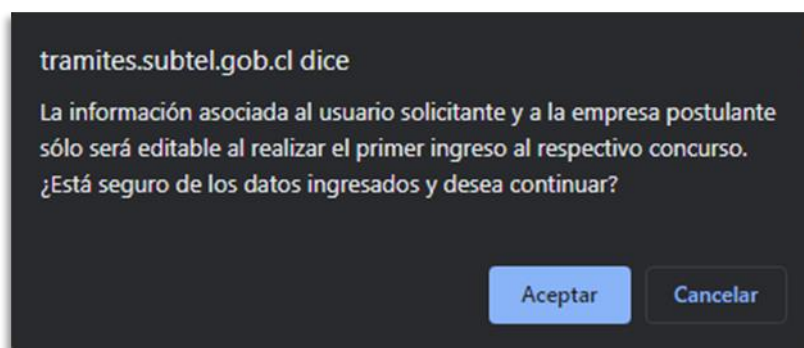 tramites.subtel.gob.cl dice
La información asociada al usuario solicitante y a la empresa postulante
sólo será editable al realizar el primer ingreso al respectivo concurso.
¿Está seguro de los datos ingresados y desea continuar?
Aceptar
Cancelar